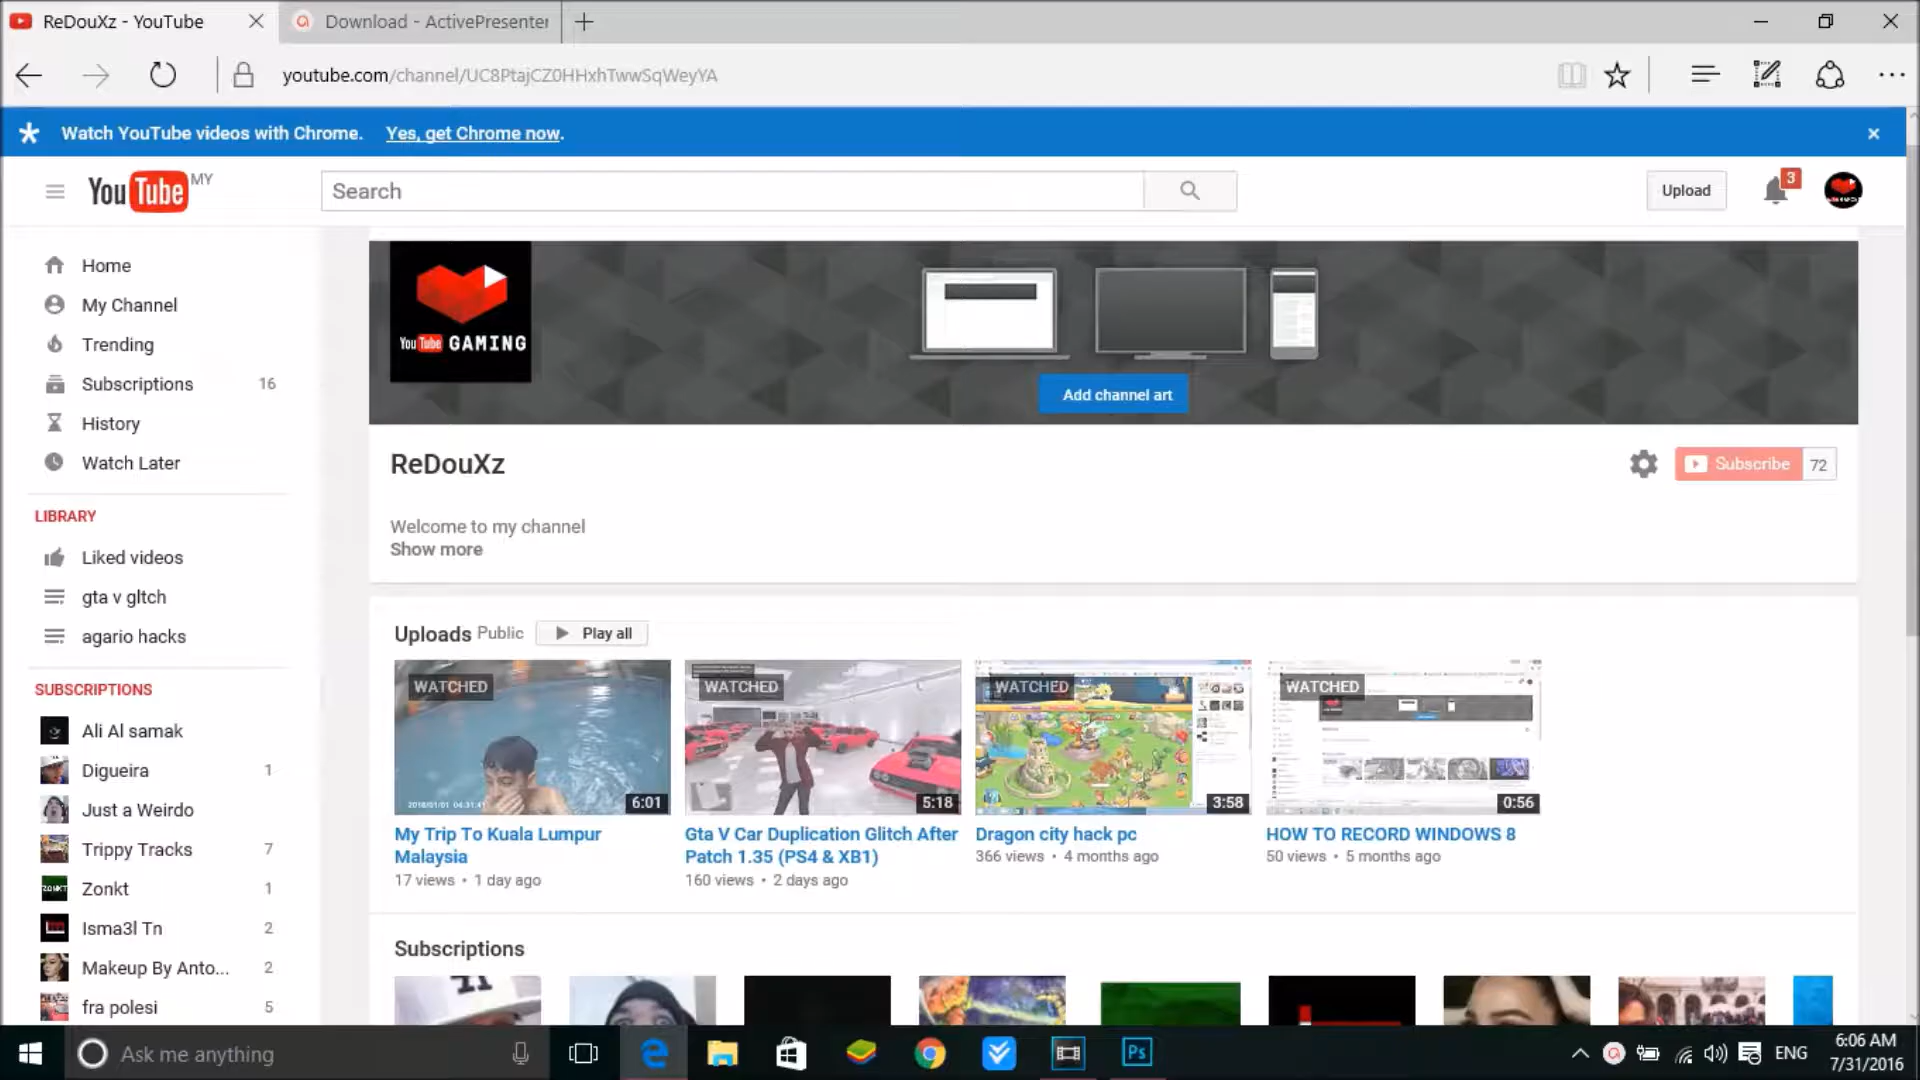 ReDouXz - YouTube
Download - ActivePresenter
youtube.com/channel/UC8PtajCZ0HHxhTwwSqWeyYA
Watch YouTube videos with Chrome. Yes, get Chrome now.
YouTube MY
Search
Upload
3
Home
My Channel
Trending
Subscriptions 16
History
Watch Later
LIBRARY
Liked videos
gta v gltch
agario hacks
SUBSCRIPTIONS
Ali Al samak
Digueira 1
Just a Weirdo
Trippy Tracks 7
Zonkt 1
Isma3l Tn 2
Makeup By Anto... 2
fra polesi 5
YouTube GAMING
Add channel art
ReDouXz
Subscribe 72
Welcome to my channel
Show more
Uploads Public Play all
WATCHED
6:01
My Trip To Kuala Lumpur
Malaysia
17 views • 1 day ago
WATCHED
5:18
Gta V Car Duplication Glitch After
Patch 1.35 (PS4 & XB1)
160 views • 2 days ago
WATCHED
3:58
Dragon city hack pc
366 views • 4 months ago
WATCHED
0:56
HOW TO RECORD WINDOWS 8
50 views • 5 months ago
Subscriptions
Ask me anything
Ps
ENG
6:06 AM
7/31/2016